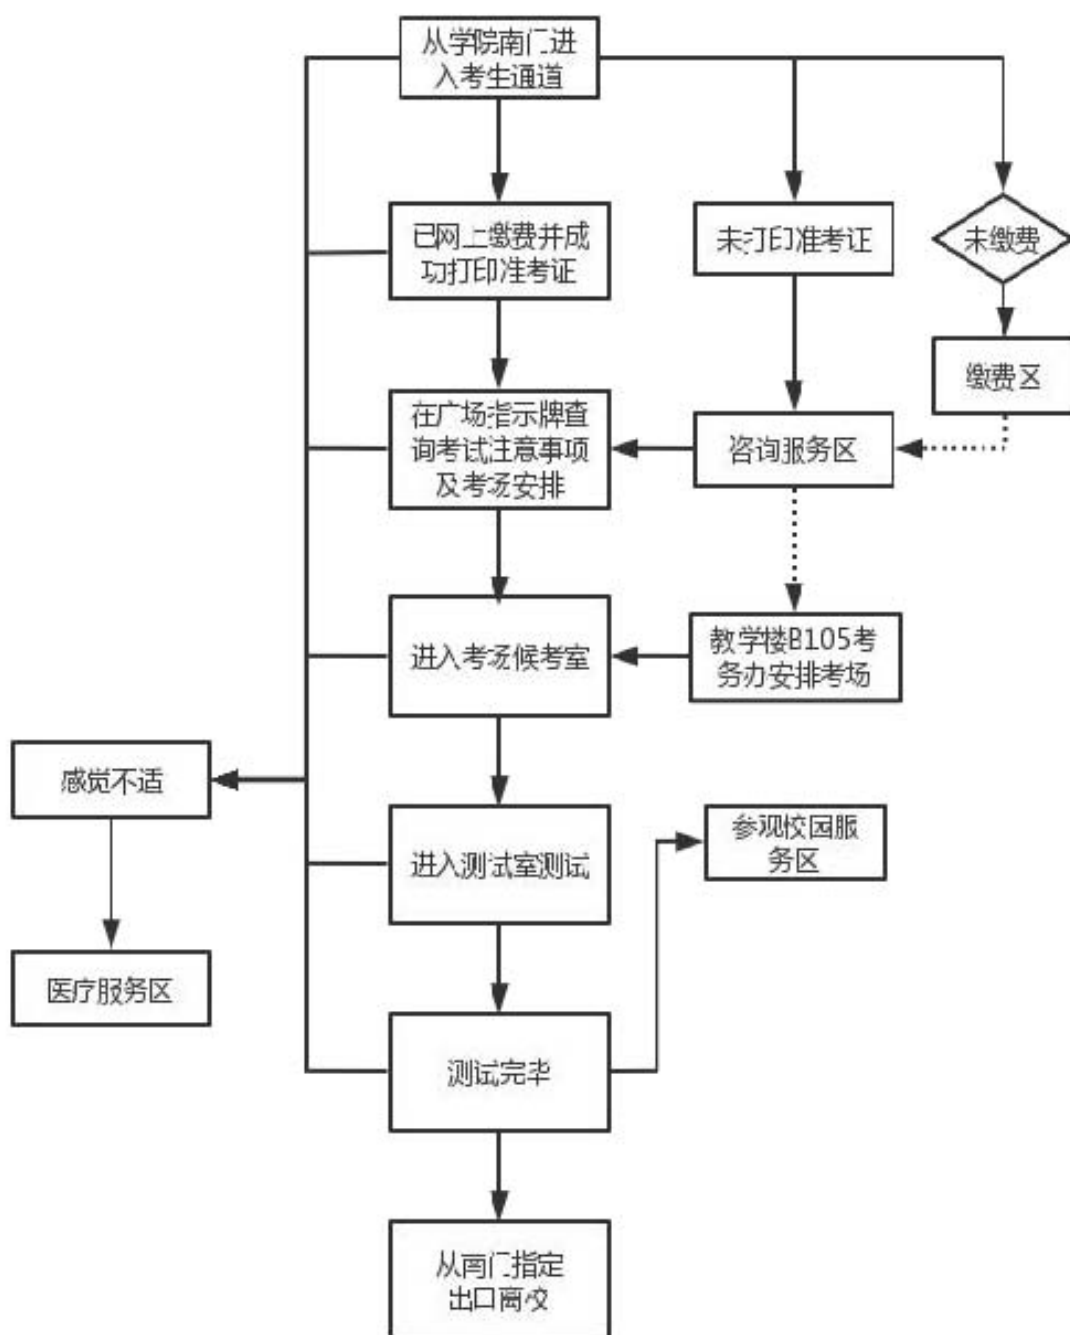 从学院南门进
入考生通道
已网上缴费并成
功打印准考证
未打印准考证
未缴费
缴费区
在广场指示牌查
询考试注意事项
及考场安排
咨询服务区
进入考场候考室
教学楼B105考
务办安排考场
感觉不适
进入测试室测试
参观校园服
务区
医疗服务区
测试完毕
从南门指定
出口离校